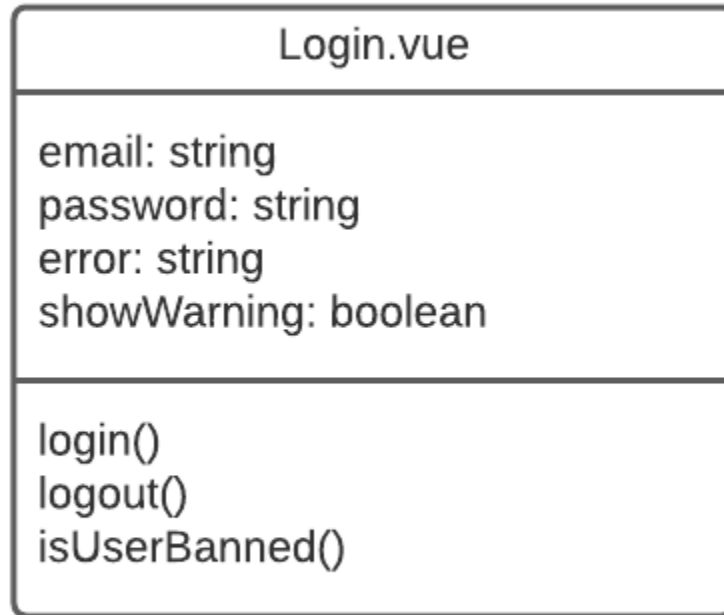 Login.vue
email: string
password: string
error: string
showWarning: boolean
login()
logout()
isUserBanned()